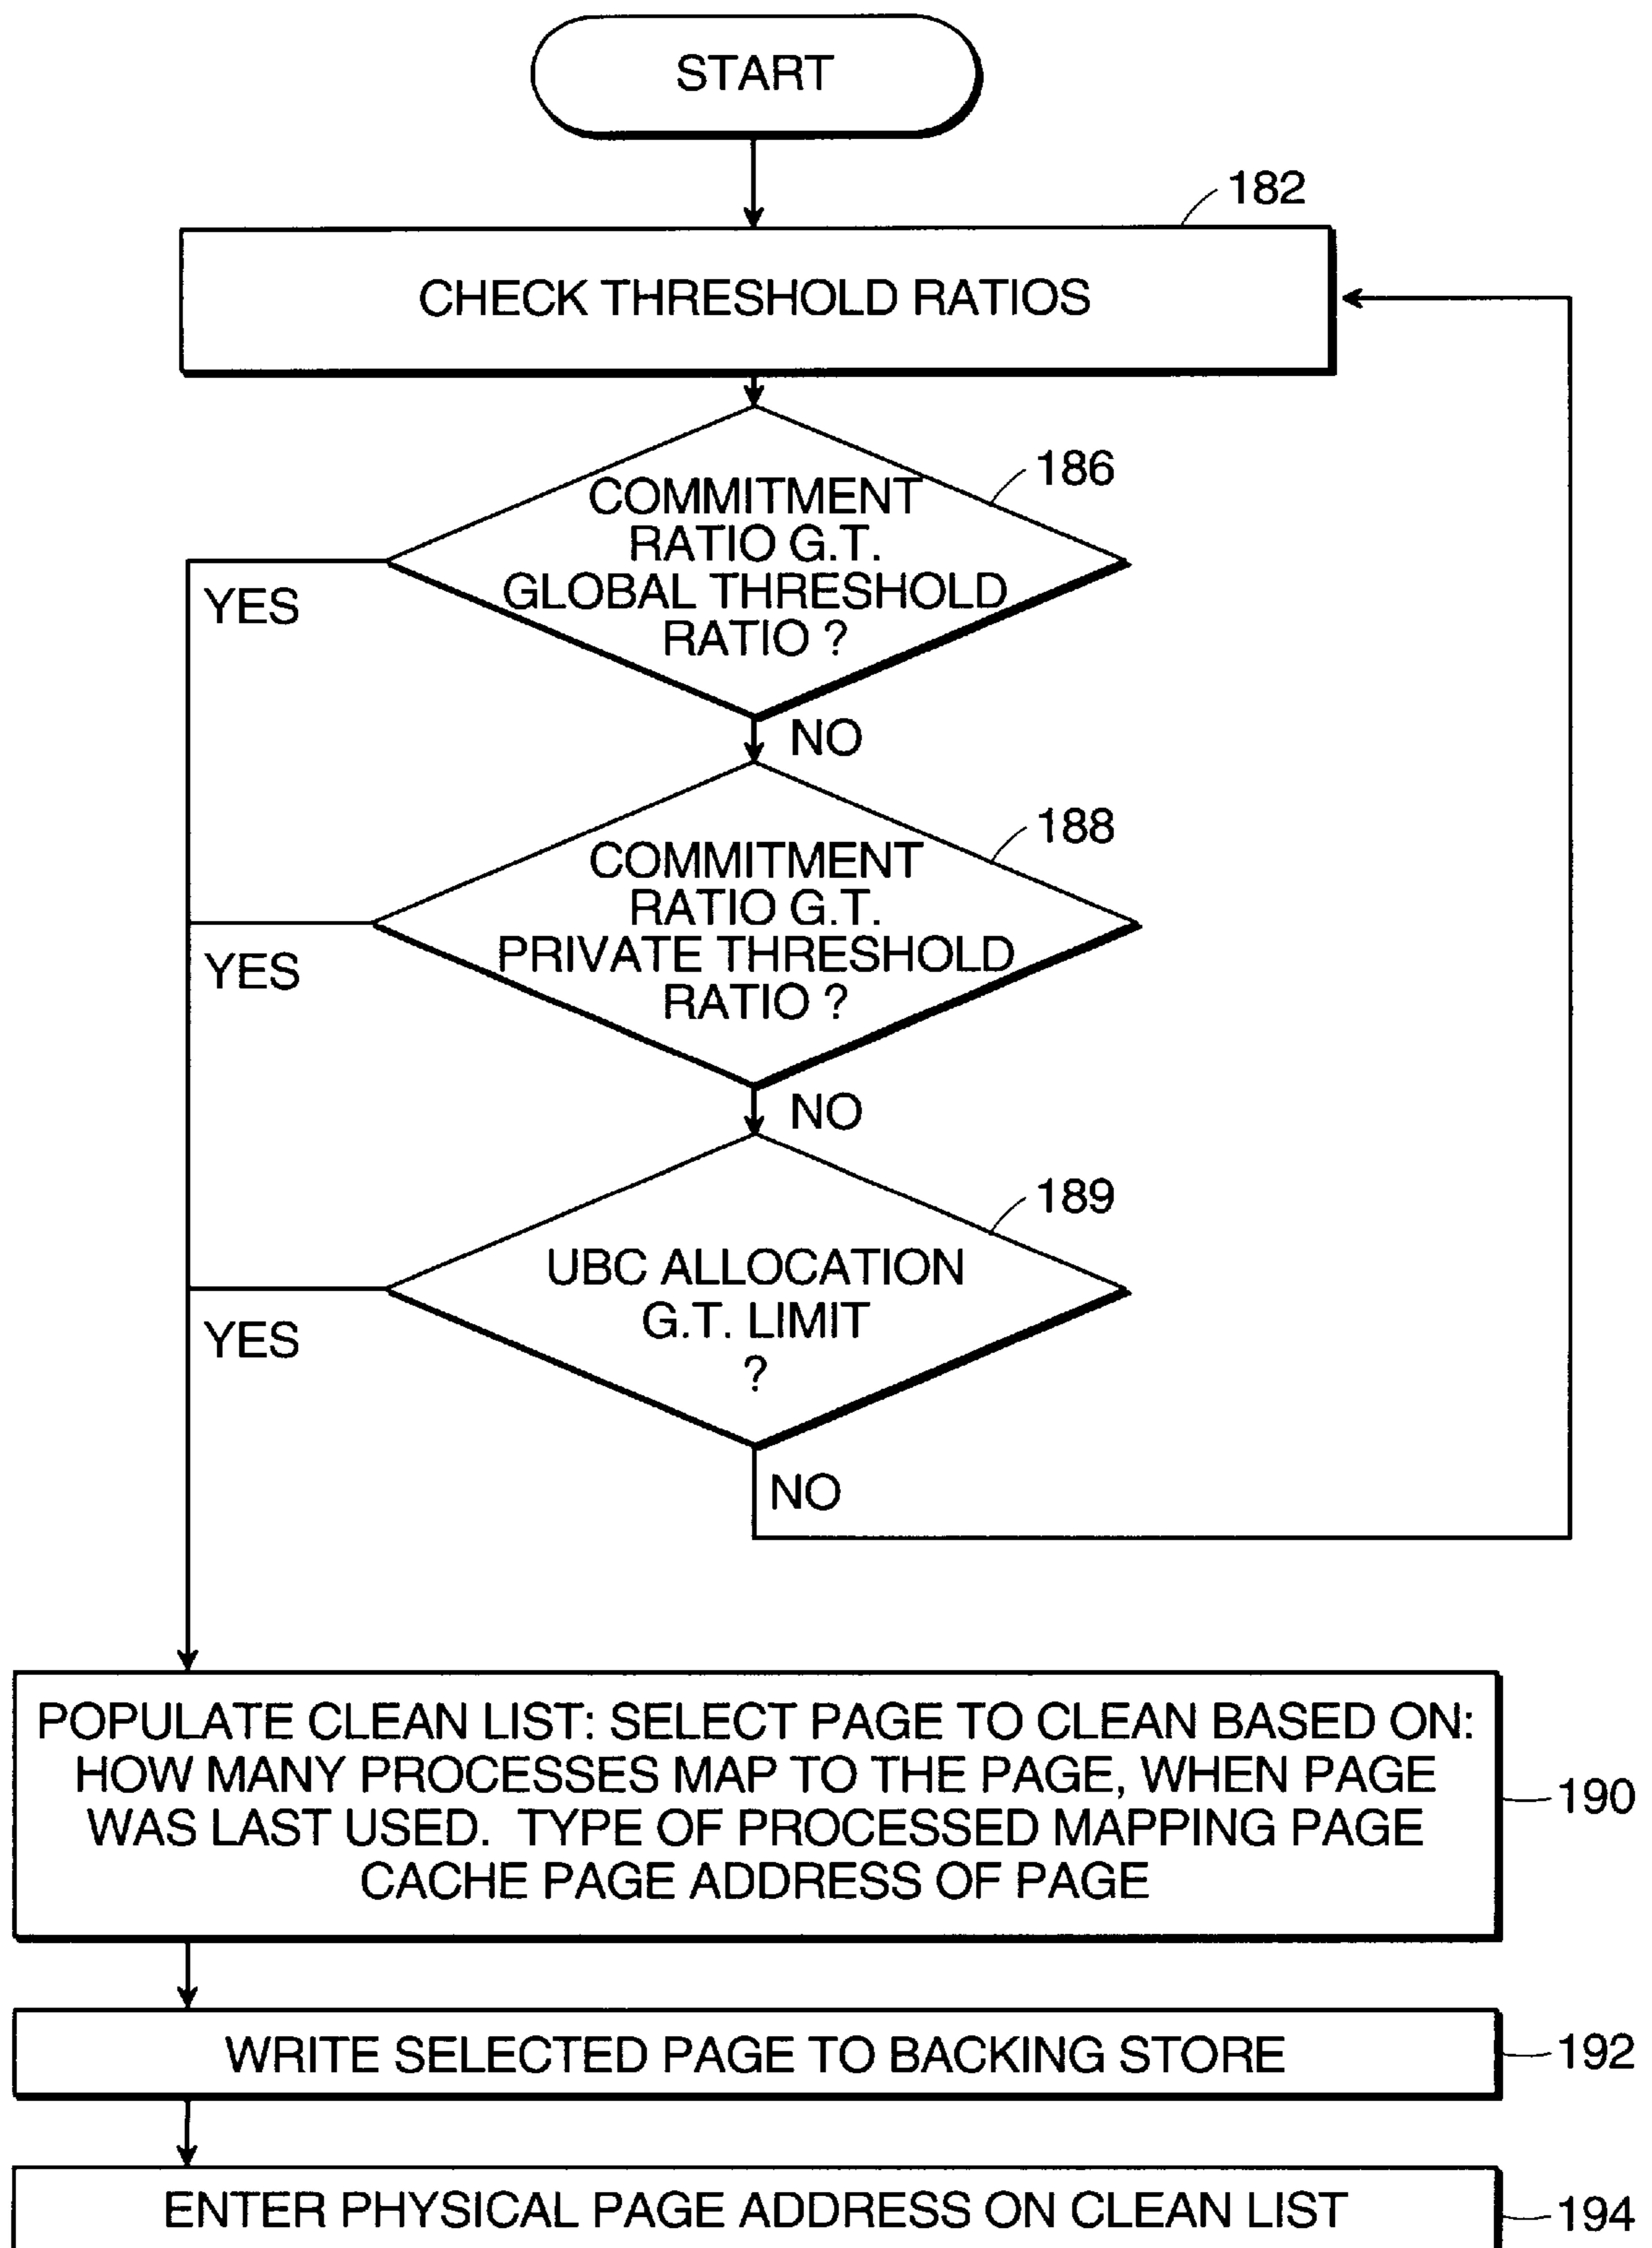 START
182
CHECK THRESHOLD RATIOS
186
COMMITMENT
RATIO G.T.
GLOBAL THRESHOLD
RATIO ?
YES
NO
188
COMMITMENT
RATIO G.T.
PRIVATE THRESHOLD
RATIO ?
YES
NO
189
UBC ALLOCATION
G.T. LIMIT
?
YES
NO
POPULATE CLEAN LIST: SELECT PAGE TO CLEAN BASED ON:
HOW MANY PROCESSES MAP TO THE PAGE, WHEN PAGE
WAS LAST USED. TYPE OF PROCESSED MAPPING PAGE
CACHE PAGE ADDRESS OF PAGE
190
WRITE SELECTED PAGE TO BACKING STORE
192
ENTER PHYSICAL PAGE ADDRESS ON CLEAN LIST
194